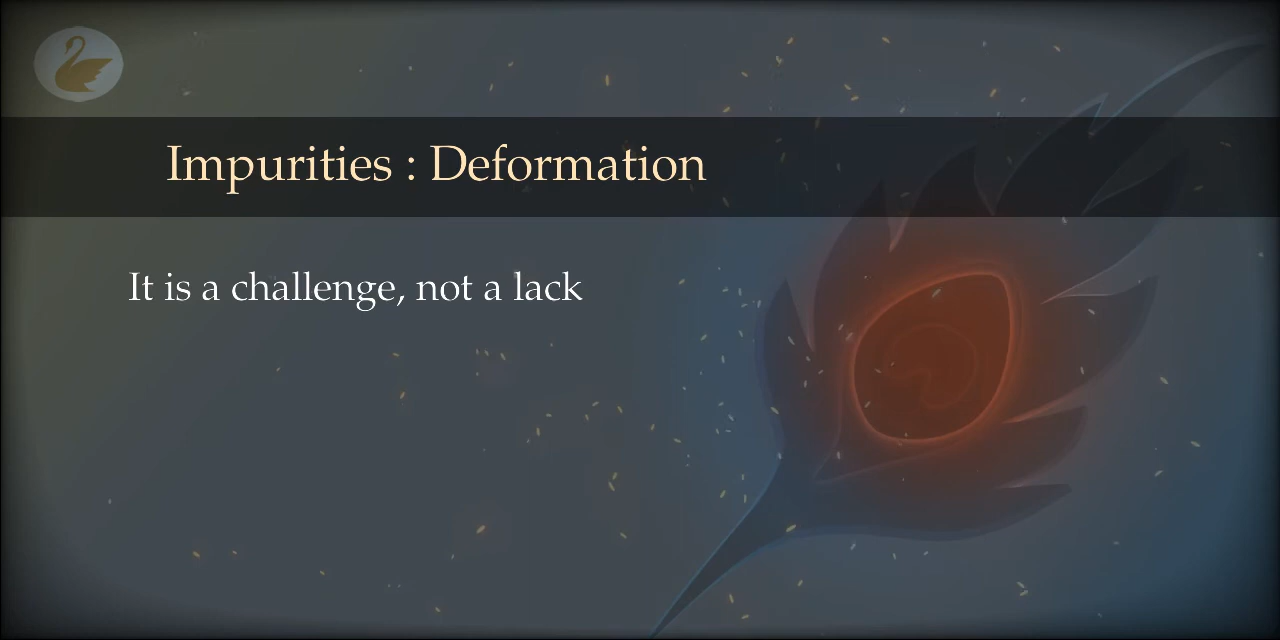 Impurities : Deformation
It is a challenge, not a lack